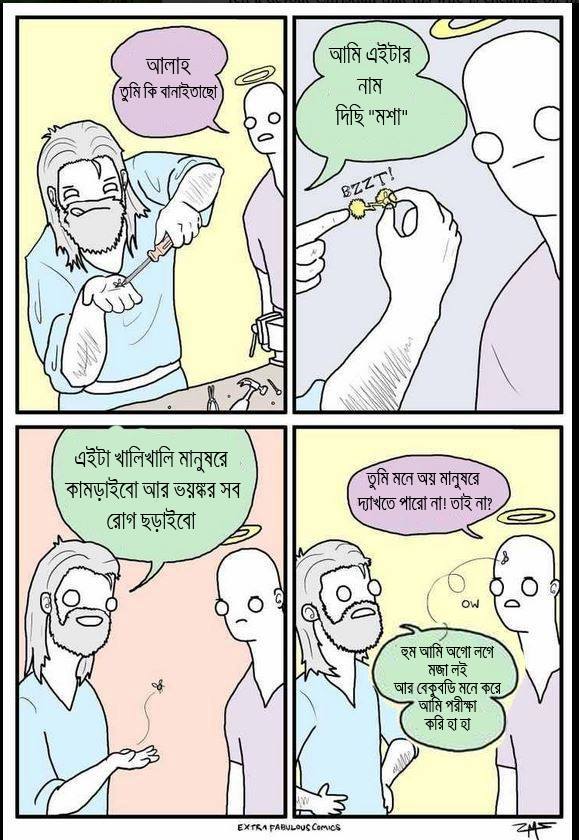 আলাহ
তুমি কি বানাইতাছো
আমি এইটার
নাম
দিছি "মশা"
BZZT!
এইটা খালিখালি মানুষরে
কামড়াইবো আর ভয়ঙ্কর সব
রোগ ছড়াইবো
তুমি মনে অয় মানুষরে
দ্যাখতে পারো না! তাই না?
OW
হুম আমি অগো লগে
মজা লই
আর বেকুবডি মনে করে
আমি পরীক্ষা
করি হা হা
EXTRA FABULOUS COMICS